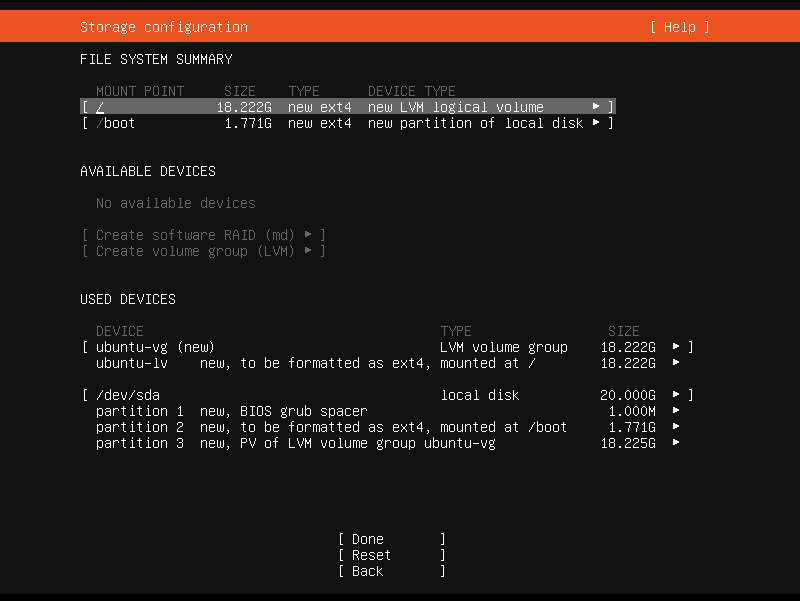 Storage configuration [ Help ]
FILE SYSTEM SUMMARY
MOUNT POINT SIZE TYPE DEVICE TYPE
[ / 18.222G new ext4 new LVM logical volume ▸ ]
[ /boot 1.771G new ext4 new partition of local disk ▸ ]
AVAILABLE DEVICES
No available devices
[ Create software RAID (md) ▸ ]
[ Create volume group (LVM) ▸ ]
USED DEVICES
DEVICE TYPE SIZE
[ ubuntu-vg (new) LVM volume group 18.222G ▸ ]
ubuntu-lv new, to be formatted as ext4, mounted at / 18.222G ▸
[ /dev/sda local disk 20.000G ▸ ]
partition 1 new, BIOS grub spacer 1.000M ▸
partition 2 new, to be formatted as ext4, mounted at /boot 1.771G ▸
partition 3 new, PV of LVM volume group ubuntu-vg 18.225G ▸
[ Done ]
[ Reset ]
[ Back ]